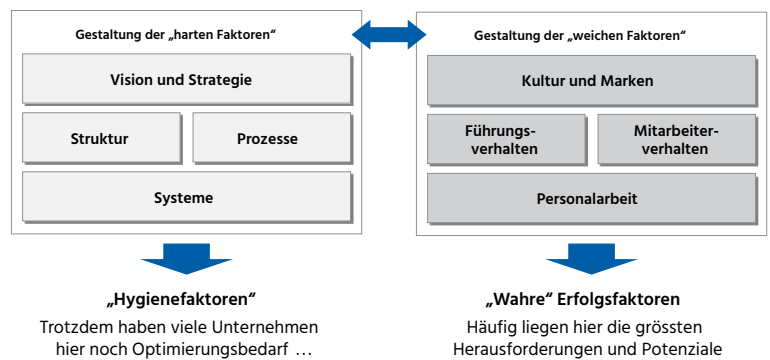 Gestaltung der „harten Faktoren“
Vision und Strategie
Struktur
Prozesse
Systeme
„Hygienefaktoren“
Trotzdem haben viele Unternehmen
hier noch Optimierungsbedarf …
Gestaltung der „weichen Faktoren“
Kultur und Marken
Führungs-
verhalten
Mitarbeiter-
verhalten
Personalarbeit
„Wahre“ Erfolgsfaktoren
Häufig liegen hier die grössten
Herausforderungen und Potenziale